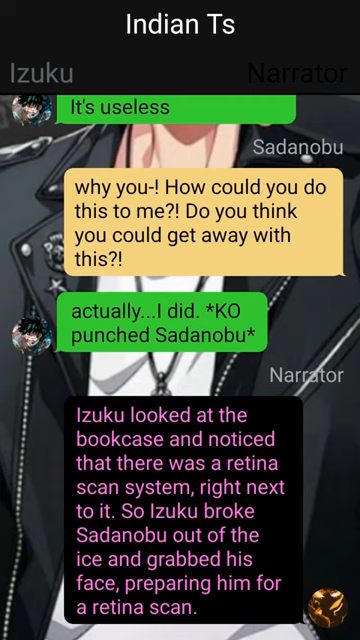 Indian Ts
Izuku
Narrator
It's useless
Sadanobu
why you-! How could you do
this to me?! Do you think
you could get away with
this?!
actually...I did. *KO
punched Sadanobu*
Narrator
Izuku looked at the
bookcase and noticed
that there was a retina
scan system, right next
to it. So Izuku broke
Sadanobu out of the
ice and grabbed his
face, preparing him for
a retina scan.